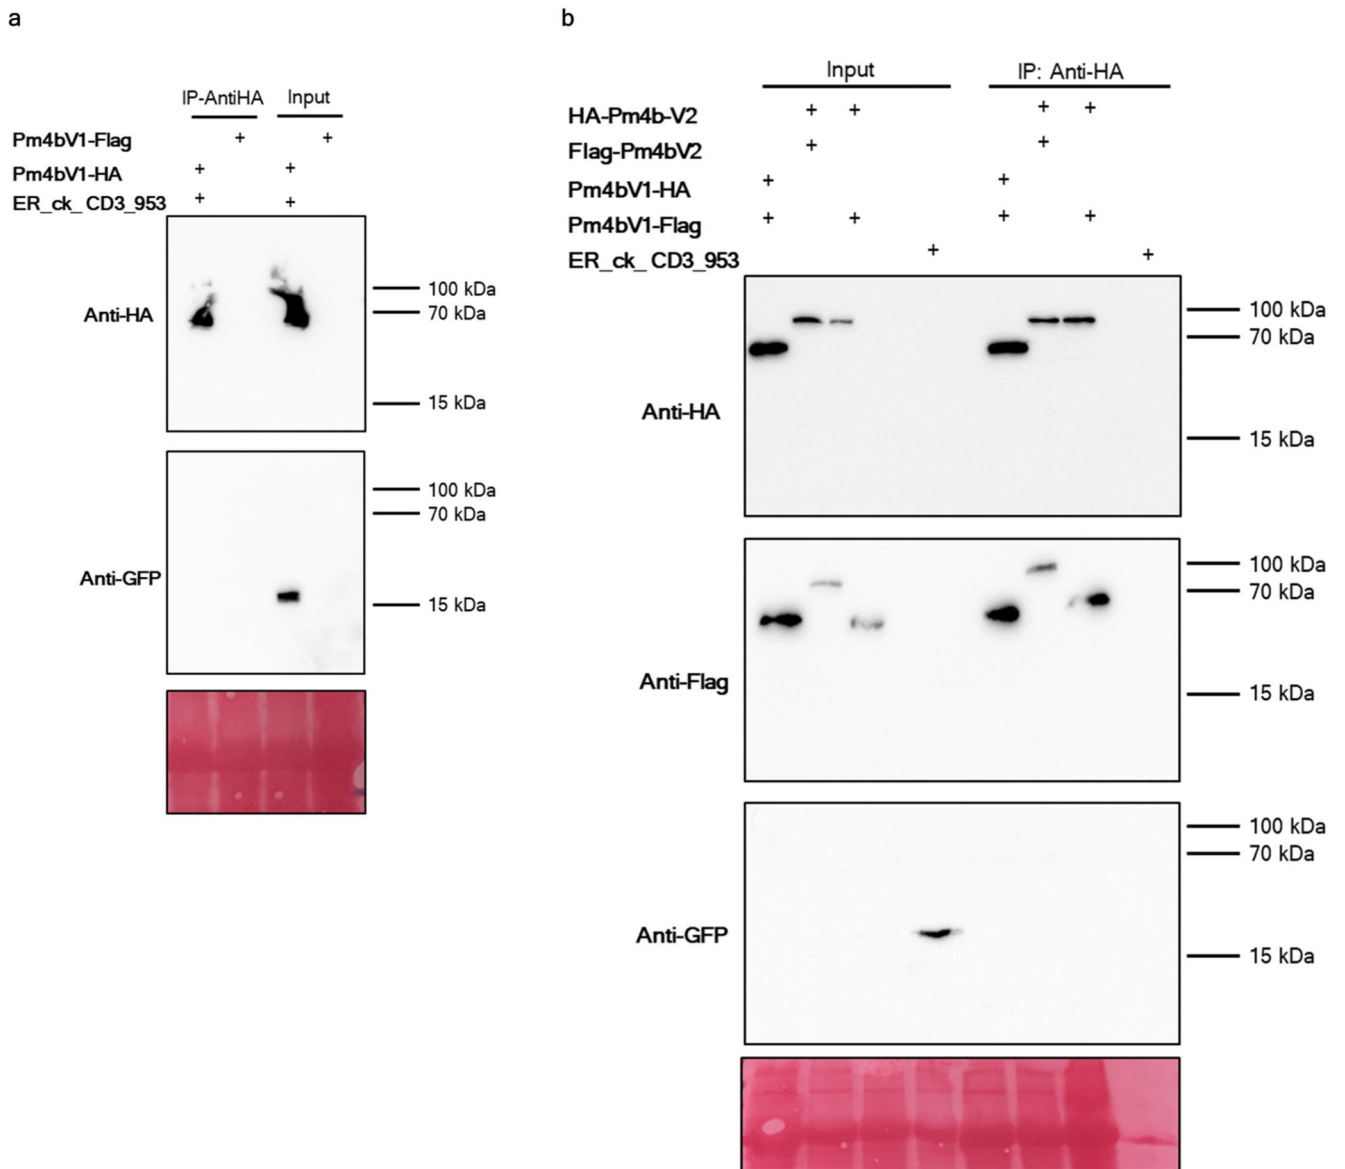 a
IP-AntiHA Input
Pm4bV1-Flag + +
Pm4bV1-HA + +
ER_ck_ CD3_953 + +
Anti-HA
100 kDa
70 kDa
15 kDa
Anti-GFP
100 kDa
70 kDa
15 kDa
b
Input IP: Anti-HA
HA-Pm4b-V2 + + + +
Flag-Pm4bV2 + +
Pm4bV1-HA + +
Pm4bV1-Flag + + + +
ER_ck_ CD3_953 + +
Anti-HA
100 kDa
70 kDa
15 kDa
Anti-Flag
100 kDa
70 kDa
15 kDa
Anti-GFP
100 kDa
70 kDa
15 kDa